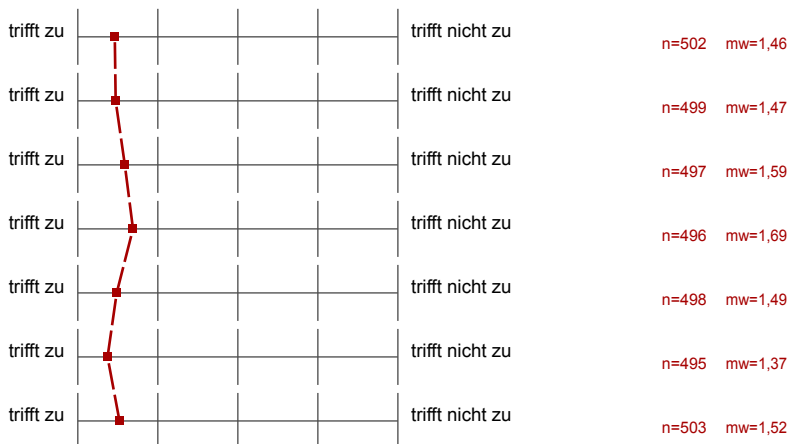 trifft zu trifft nicht zu n=502 mw=1,46
trifft zu trifft nicht zu n=499 mw=1,47
trifft zu trifft nicht zu n=497 mw=1,59
trifft zu trifft nicht zu n=496 mw=1,69
trifft zu trifft nicht zu n=498 mw=1,49
trifft zu trifft nicht zu n=495 mw=1,37
trifft zu trifft nicht zu n=503 mw=1,52